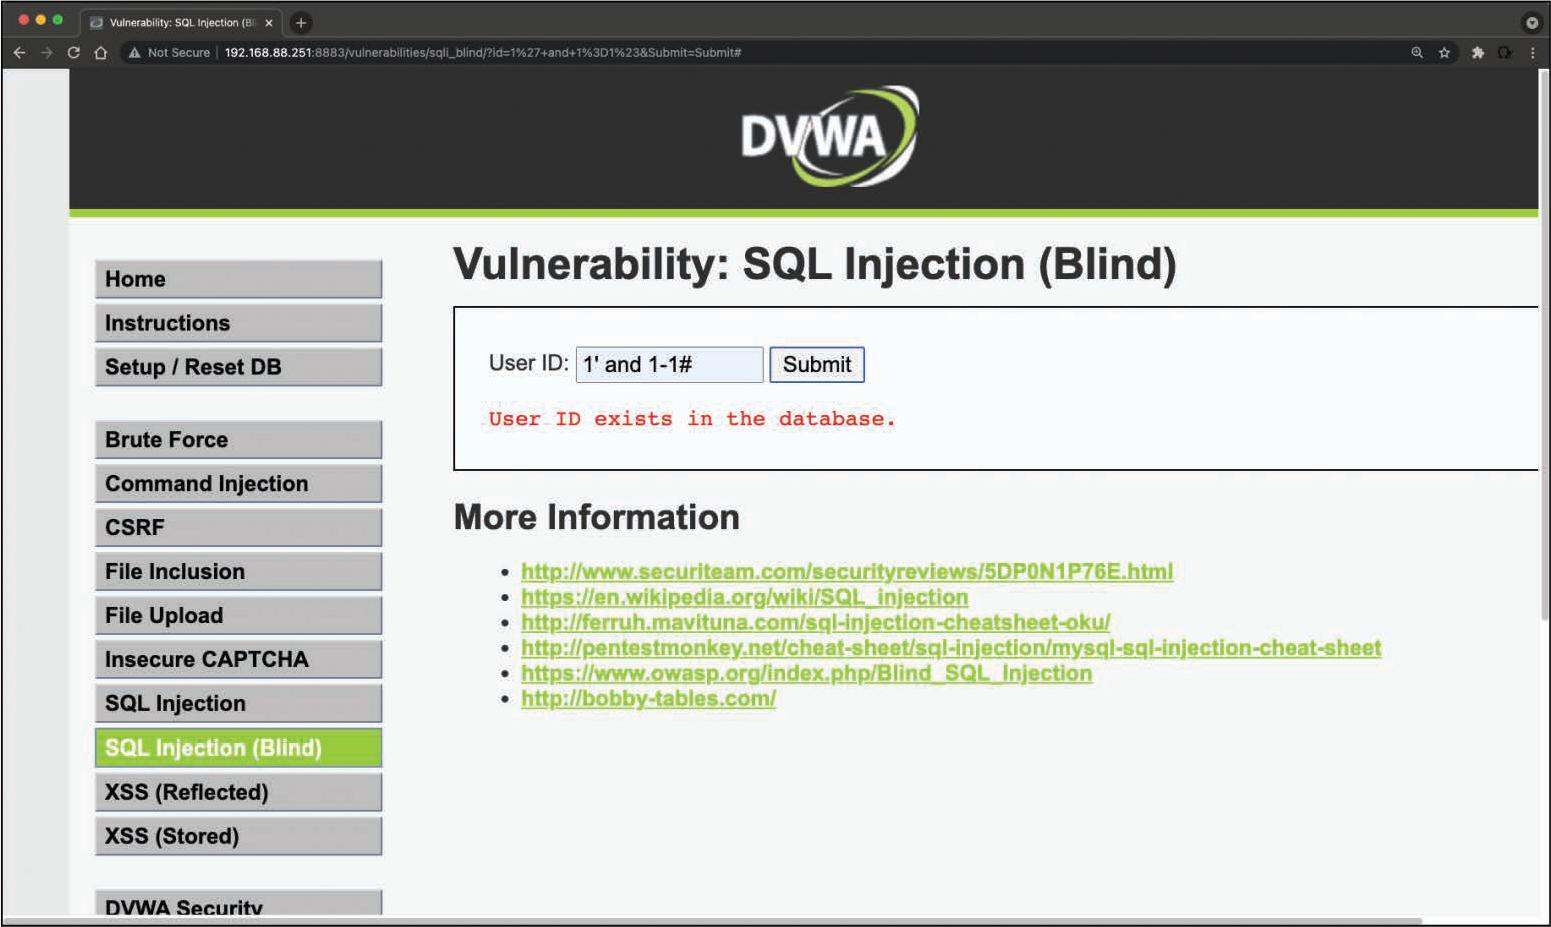 Vulnerability: SQL Injection (Bli
Not Secure | 192.168.88.251:8883/vulnerabilities/sqli_blind/?id=1%27+and+1%3D1%23&Submit=Submit#
DVWA
Vulnerability: SQL Injection (Blind)
User ID: 1' and 1-1# Submit
User ID exists in the database.
More Information
http://www.securiteam.com/securityreviews/5DP0N1P76E.html
https://en.wikipedia.org/wiki/SQL_injection
http://ferruh.mavituna.com/sql-injection-cheatsheet-oku/
http://pentestmonkey.net/cheat-sheet/sql-injection/mysql-sql-injection-cheat-sheet
https://www.owasp.org/index.php/Blind_SQL_Injection
http://bobby-tables.com/
Home
Instructions
Setup / Reset DB
Brute Force
Command Injection
CSRF
File Inclusion
File Upload
Insecure CAPTCHA
SQL Injection
SQL Injection (Blind)
XSS (Reflected)
XSS (Stored)
DVWA Security